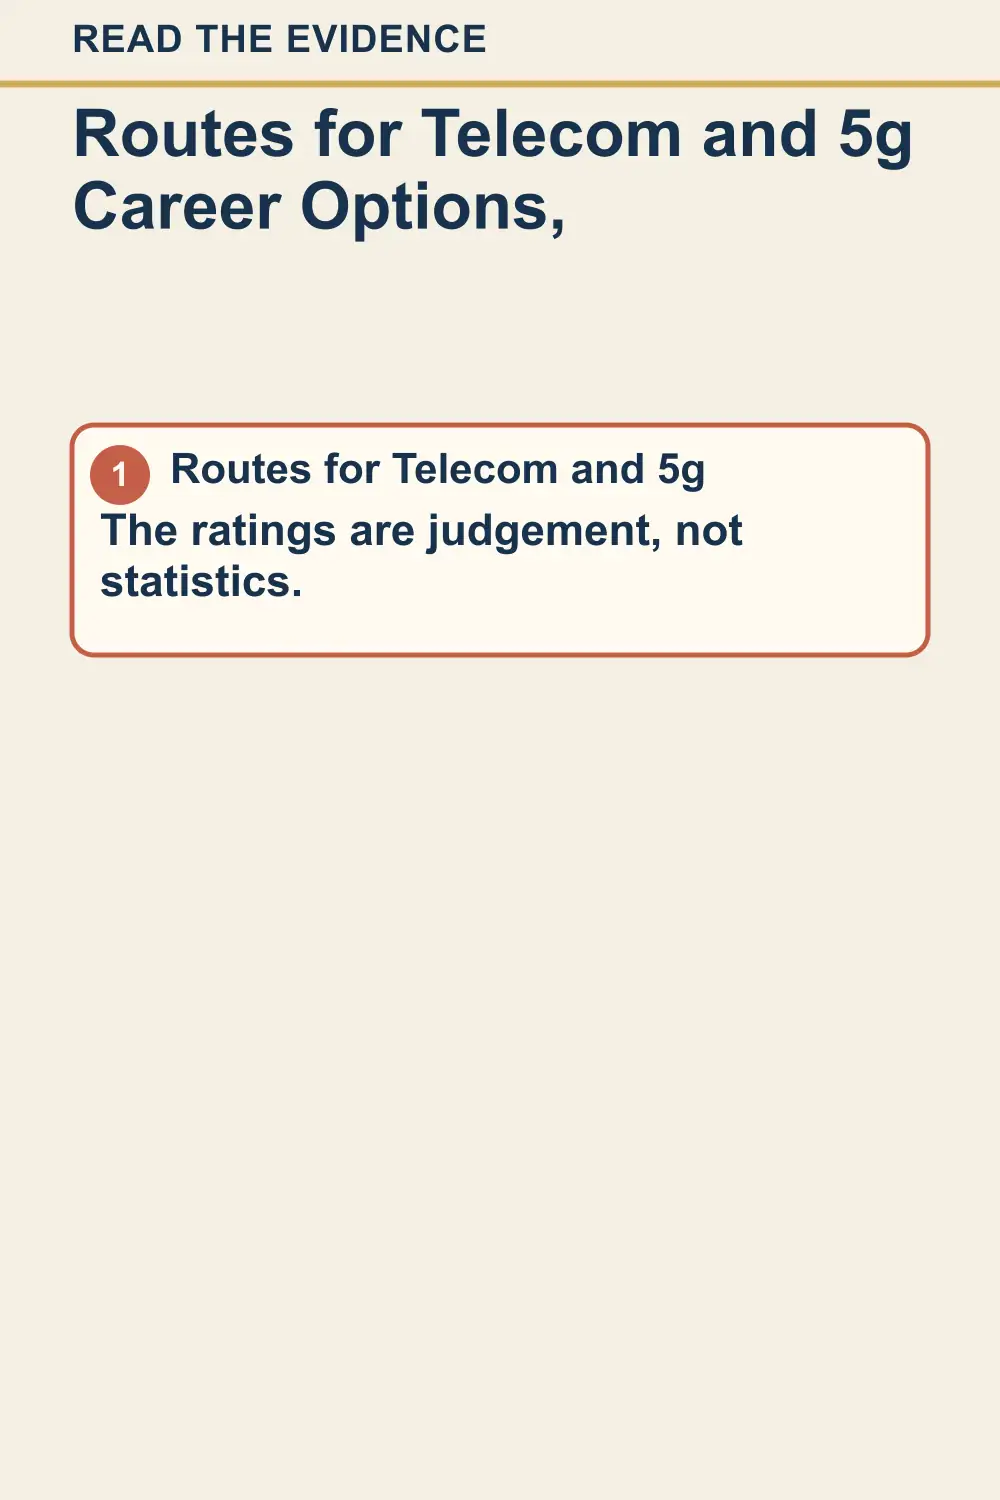 READ THE EVIDENCE
Routes for Telecom and 5g
Career Options,
1 Routes for Telecom and 5g
The ratings are judgement, not
statistics.